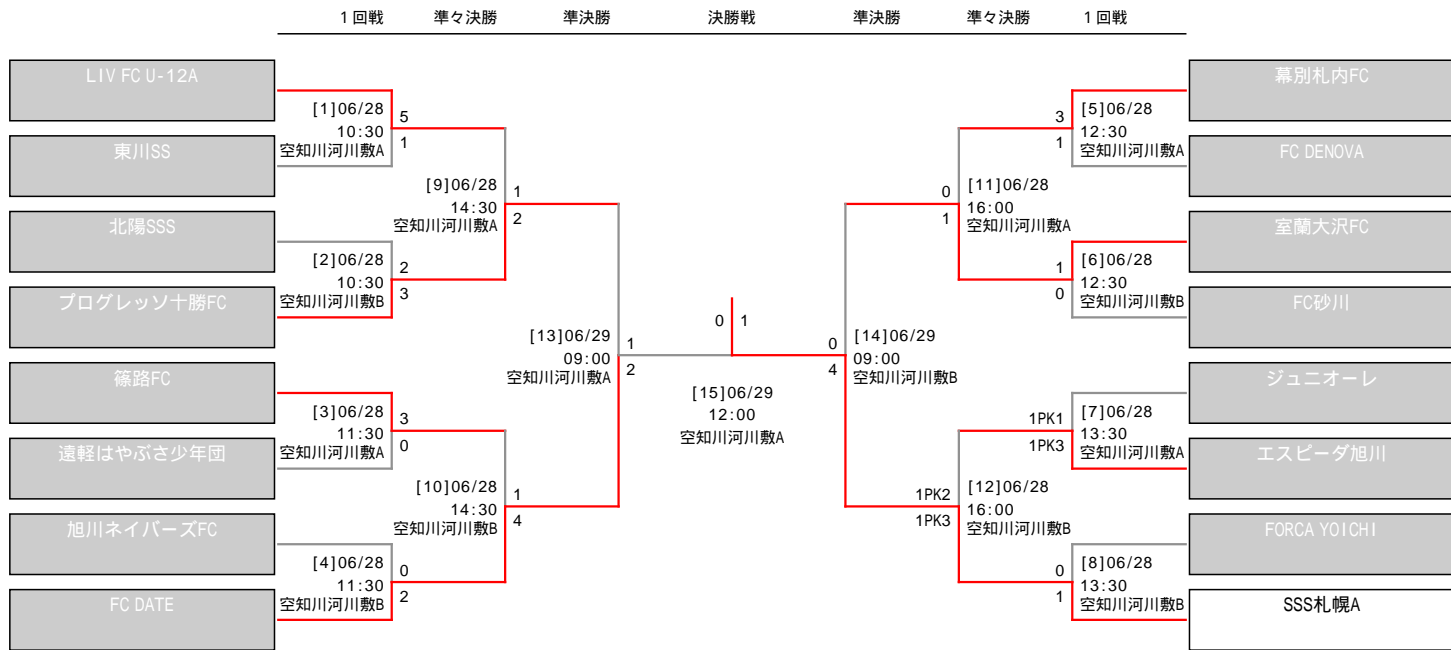 1回戦 準々決勝 準決勝 決勝戦 準決勝 準々決勝 1回戦
LIV FC U-12A
[1]06/28
10:30
空知川河川敷A
5
1
東川SS
[9]06/28
14:30
空知川河川敷A
1
2
北陽SSS
[2]06/28
10:30
空知川河川敷B
2
3
プログレッソ十勝FC
[13]06/29
09:00
空知川河川敷A
1
2
篠路FC
[3]06/28
11:30
空知川河川敷A
3
0
遠軽はやぶさ少年団
[10]06/28
14:30
空知川河川敷B
1
4
旭川ネイバーズFC
[4]06/28
11:30
空知川河川敷B
0
2
FC DATE
0 1
[15]06/29
12:00
空知川河川敷A
幕別札内FC
3
1
[5]06/28
12:30
空知川河川敷A
FC DENOVA
0
1
[11]06/28
16:00
空知川河川敷A
室蘭大沢FC
1
0
[6]06/28
12:30
空知川河川敷B
FC砂川
0
4
[14]06/29
09:00
空知川河川敷B
ジュニオーレ
1PK1
1PK3
[7]06/28
13:30
空知川河川敷A
エスピーダ旭川
1PK2
1PK3
[12]06/28
16:00
空知川河川敷B
FORCA YOICHI
0
1
[8]06/28
13:30
空知川河川敷B
SSS札幌A